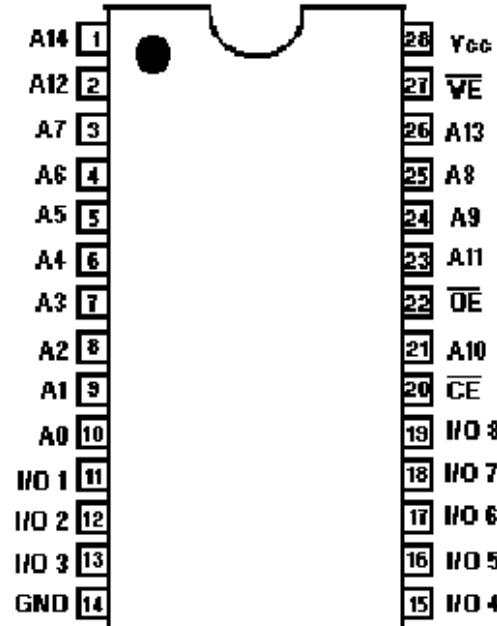 A14 1 28 Vcc
A12 2 27 WE
A7 3 26 A13
A6 4 25 A8
A5 5 24 A9
A4 6 23 A11
A3 7 22 OE
A2 8 21 A10
A1 9 20 CE
A0 10 19 I/O 8
I/O 1 11 18 I/O 7
I/O 2 12 17 I/O 6
I/O 3 13 16 I/O 5
GND 14 15 I/O 4